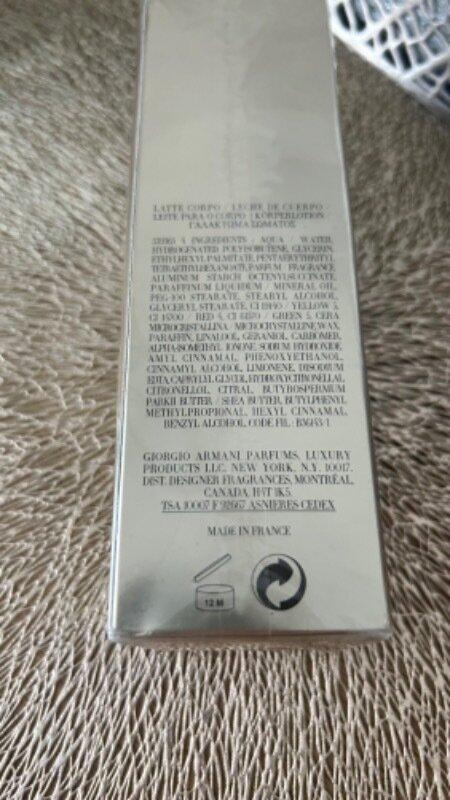 LATTE CORPO / LECHE DE CUERPO /
LEITE PARA O CORPO / KÖRPERLOTION /
ΓΑΛΑΚΤΩΜΑ ΣΩΜΑΤΟΣ
INGREDIENTS : AQUA / WATER,
HYDROGENATED POLYISOBUTENE, GLYCERIN,
ETHYLHEXYL PALMITATE, PENTAERYTHRITYL
TETRAETHYLHEXANOATE, PARFUM / FRAGRANCE
ALUMINUM STARCH OCTENYLSUCCINATE,
PARAFFINUM LIQUIDUM / MINERAL OIL,
PEG-100 STEARATE, STEARYL ALCOHOL,
GLYCERYL STEARATE, CI 19140 / YELLOW 5,
CI 14700 / RED 4, CI 61570 / GREEN 5, CERA
MICROCRISTALLINA / MICROCRYSTALLINE WAX,
PARAFFIN, LINALOOL, GERANIOL, CARBOMER,
ALPHA-ISOMETHYL IONONE, SODIUM HYDROXIDE,
AMYL CINNAMAL, PHENOXYETHANOL,
CINNAMYL ALCOHOL, LIMONENE, DISODIUM
EDTA, CAPRYLYL GLYCOL, HYDROXYCITRONELLAL,
CITRONELLOL, CITRAL, BUTYROSPERMUM
PARKII BUTTER / SHEA BUTTER, BUTYLPHENYL
METHYLPROPIONAL, HEXYL CINNAMAL,
BENZYL ALCOHOL. CODE F.I.L. :
GIORGIO ARMANI PARFUMS, LUXURY
PRODUCTS LLC, NEW YORK, N.Y. 10017.
DIST. DESIGNER FRAGRANCES, MONTRÉAL,
CANADA, H4T 1K5.
TSA 10007 F 92667 ASNIERES CEDEX
MADE IN FRANCE
12 M